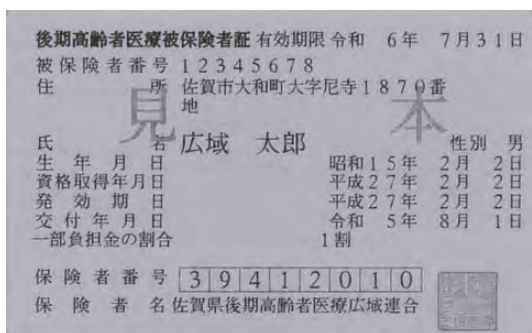 後期高齢者医療被保険者証 有効期限 令和 6年 7月31日
被保険者番号 12345678
住所 佐賀市大和町大字尼寺1870番
地
見本
氏名 広域 太郎 性別 男
生年月日 昭和15年 2月 2日
資格取得年月日 平成27年 2月 2日
発効期日 平成27年 2月 2日
交付年月日 令和 5年 8月 1日
一部負担金の割合 1割
保険者番号 39412010
保険者名 佐賀県後期高齢者医療広域連合